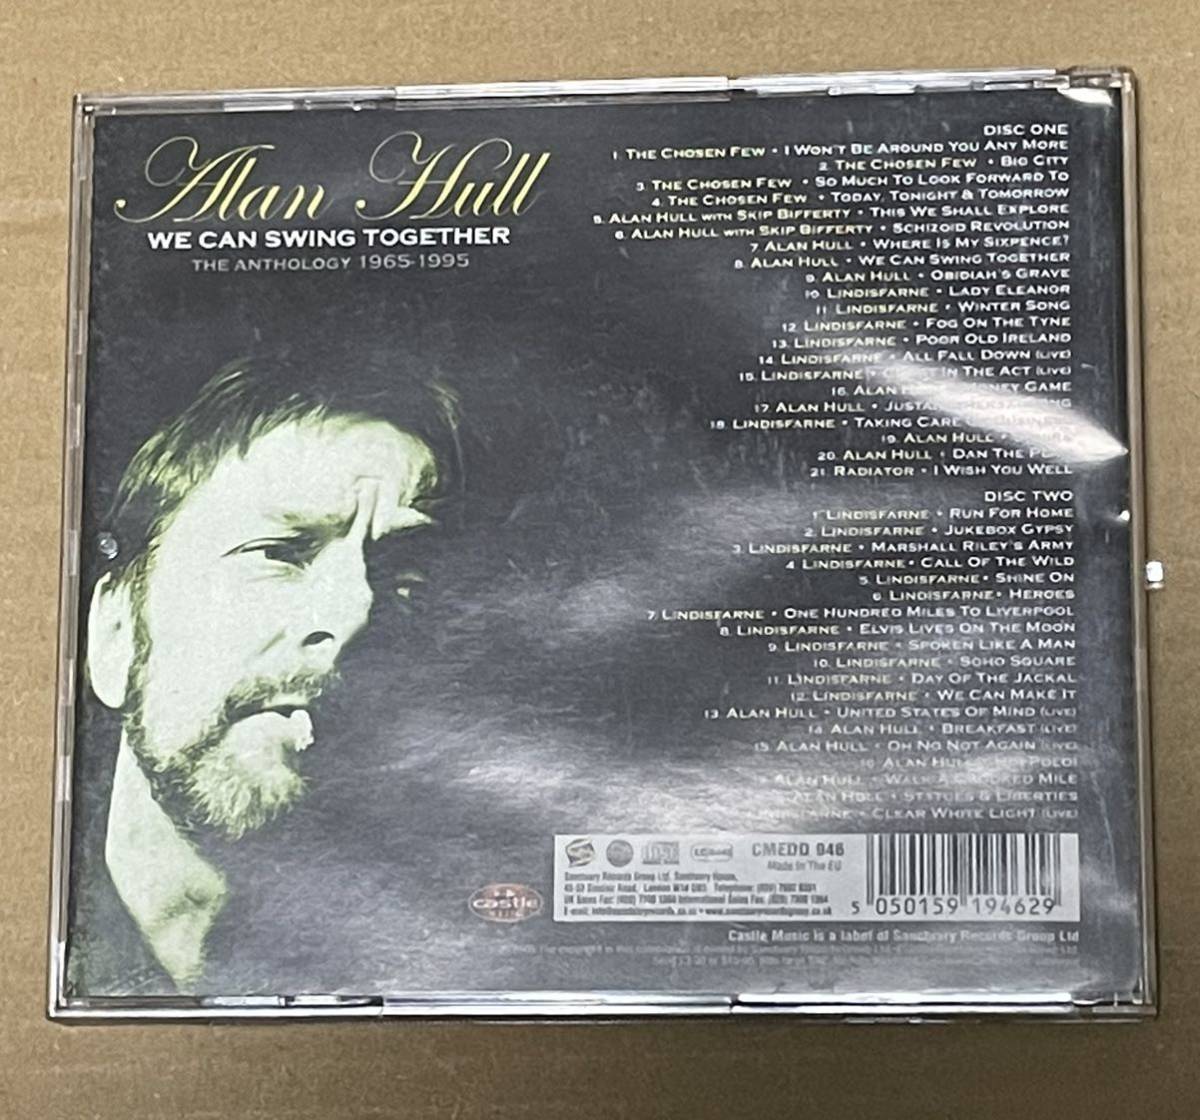 Alan Hull
WE CAN SWING TOGETHER
THE ANTHOLOGY 1965-1995
DISC ONE
1. THE CHOSEN FEW • I WON'T BE AROUND YOU ANY MORE
2. THE CHOSEN FEW • BIG CITY
3. THE CHOSEN FEW • SO MUCH TO LOOK FORWARD TO
4. THE CHOSEN FEW • TODAY, TONIGHT & TOMORROW
5. ALAN HULL WITH SKIP BIFFERTY • THIS WE SHALL EXPLORE
6. ALAN HULL WITH SKIP BIFFERTY • SCHIZOID REVOLUTION
7. ALAN HULL • WHERE IS MY SIXPENCE?
8. ALAN HULL • WE CAN SWING TOGETHER
9. ALAN HULL • OBIDIAH'S GRAVE
10. LINDISFARNE • LADY ELEANOR
11. LINDISFARNE • WINTER SONG
12. LINDISFARNE • FOG ON THE TYNE
13. LINDISFARNE • POOR OLD IRELAND
14. LINDISFARNE • ALL FALL DOWN (LIVE)
15. LINDISFARNE • IN THE ACT (LIVE)
16. ALAN MONEY GAME
17. ALAN HULL •
18. LINDISFARNE • TAKING CARE
19. ALAN HULL •
20. ALAN HULL • DAN THE
21. RADIATOR • I WISH YOU WELL
DISC TWO
1. LINDISFARNE • RUN FOR HOME
2. LINDISFARNE • JUKEBOX GYPSY
3. LINDISFARNE • MARSHALL RILEY'S ARMY
4. LINDISFARNE • CALL OF THE WILD
5. LINDISFARNE • SHINE ON
6. LINDISFARNE • HEROES
7. LINDISFARNE • ONE HUNDRED MILES TO LIVERPOOL
8. LINDISFARNE • ELVIS LIVES ON THE MOON
9. LINDISFARNE • SPOKEN LIKE A MAN
10. LINDISFARNE • SOHO SQUARE
11. LINDISFARNE • DAY OF THE JACKAL
12. LINDISFARNE • WE CAN MAKE IT
13. ALAN HULL • UNITED STATES OF MIND (LIVE)
14. ALAN HULL • BREAKFAST (LIVE)
15. ALAN HULL • OH NO NOT AGAIN (LIVE)
16. ALAN HULL • HOI POLOI
ALAN HULL • WALK A CROOKED MILE
ALAN HULL • STATUES & LIBERTIES
LINDISFARNE • CLEAR WHITE LIGHT (LIVE)
CMEDD 946
Made In The EU
Sanctuary Records Group Ltd. Sanctuary House,
5 050159 194629
castle
Castle Music is a label of Sanctuary Records Group Ltd